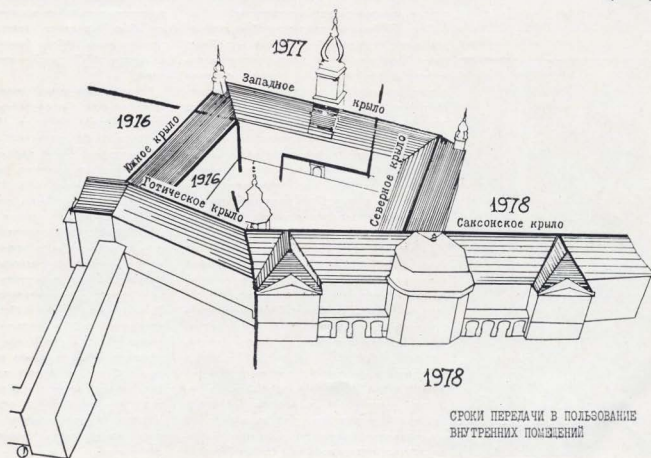 1977
Западное крыло
1976
Южное крыло
1976
Готическое крыло
Северное крыло
1978
Саксонское крыло
1978
СРОКИ ПЕРЕДАЧИ В ПОЛЬЗОВАНИЕ
ВНУТРЕННИХ ПОМЕЩЕНИЙ